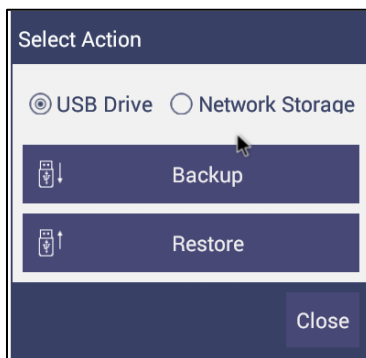 Select Action
USB Drive Network Storage
Backup
Restore
Close